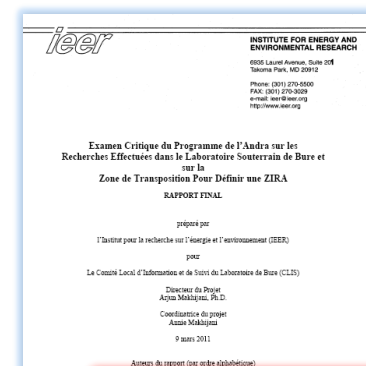 ieer
INSTITUTE FOR ENERGY AND
ENVIRONMENTAL RESEARCH
6935 Laurel Avenue, Suite 201
Takoma Park, MD 20912
Phone: (301) 270-5500
FAX: (301) 270-3029
e-mail: ieer@ieer.org
http://www.ieer.org
Examen Critique du Programme de l'Andra sur les
Recherches Effectuées dans le Laboratoire Souterrain de Bure et
sur la
Zone de Transposition Pour Définir une ZIRA
RAPPORT FINAL
préparé par
l'Institut pour la recherche sur l'énergie et l'environnement (IEER)
pour
Le Comité Local d'Information et de Suivi du Laboratoire de Bure (CLIS)
Directeur du Projet
Arjun Makhijani, Ph.D.
Coordinatrice du projet
Annie Makhijani
9 mars 2011
Auteurs du rapport (par ordre alphabétique)